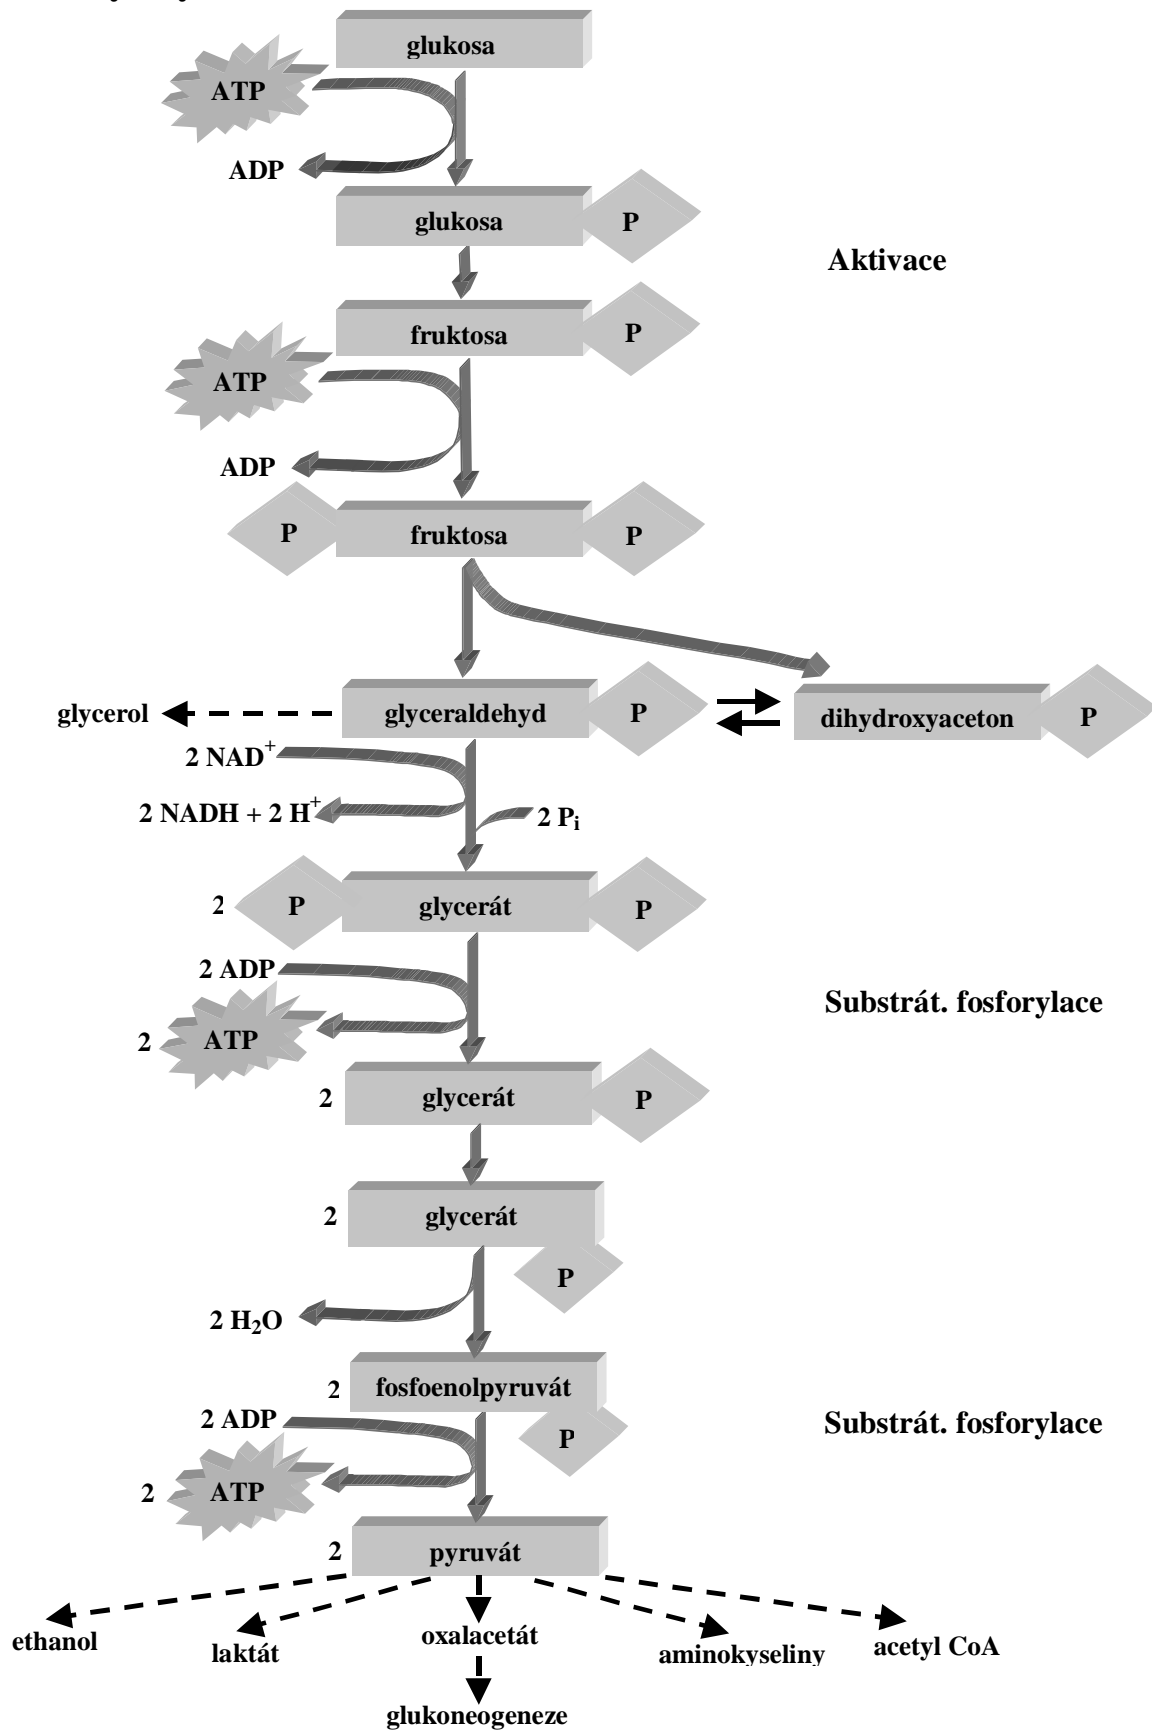 glukosa
ATP
ADP
glukosa P
Aktivace
fruktosa P
ATP
ADP
P fruktosa P
glycerol glyceraldehyd P dihydroxyaceton P
2 NAD⁺
2 NADH + 2 H⁺
2 Pᵢ
2 P glycerát P
2 ADP
Substrát. fosforylace
2 ATP
2 glycerát P
2 glycerát
P
2 H₂O
2 fosfoenolpyruvát
2 ADP
P
Substrát. fosforylace
2 ATP
2 pyruvát
ethanol laktát oxalacetát aminokyseliny acetyl CoA
glukoneogeneze